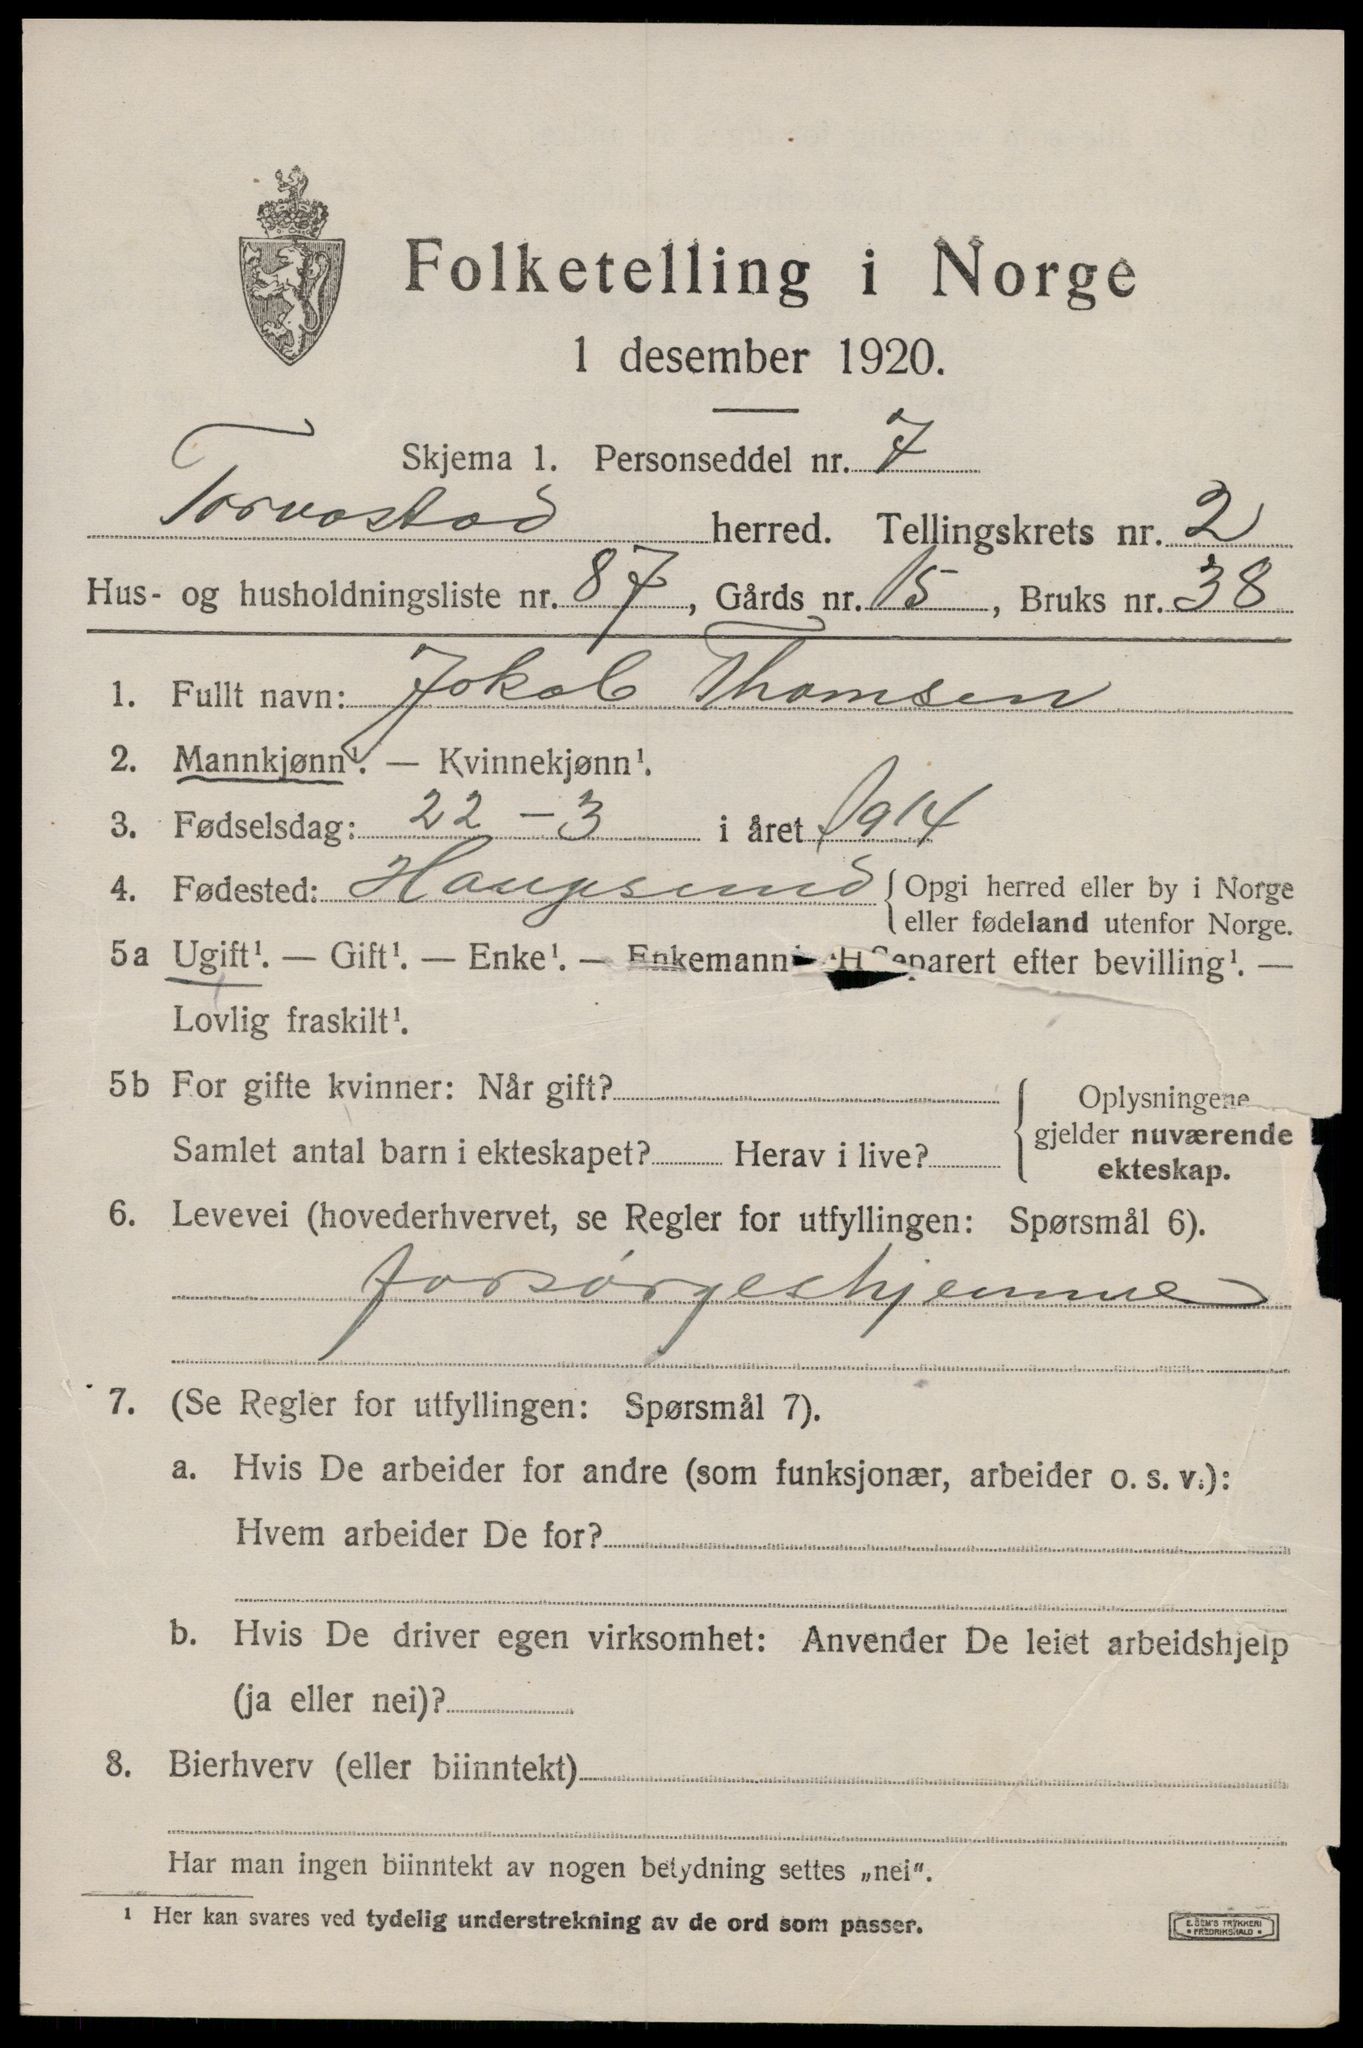 Folketelling i Norge
1 desember 1920.
Skjema 1. Personseddel nr. 7
Torvastad herred. Tellingskrets nr. 2
Hus- og husholdningsliste nr. 87, Gårds nr. 15, Bruks nr. 38
1. Fullt navn: Jokab Thomsen
2. Mannkjønn¹. — Kvinnekjønn¹.
3. Fødselsdag: 22 – 3 i året 1914
4. Fødested: Haugesund { Opgi herred eller by i Norge
eller fødeland utenfor Norge.
5a Ugift¹. — Gift¹. — Enke¹. — Enkemann Separert efter bevilling¹. —
Lovlig fraskilt¹.
5b For gifte kvinner: Når gift? { Oplysningene
Samlet antal barn i ekteskapet? Herav i live? gjelder nuværende
ekteskap.
6. Levevei (hovederhvervet, se Regler for utfyllingen: Spørsmål 6).
forsørgeshjemme
7. (Se Regler for utfyllingen: Spørsmål 7).
a. Hvis De arbeider for andre (som funksjonær, arbeider o. s. v.):
Hvem arbeider De for?
b. Hvis De driver egen virksomhet: Anvender De leiet arbeidshjelp
(ja eller nei)?
8. Bierhverv (eller biinntekt)
Har man ingen biinntekt av nogen betydning settes „nei“.
¹ Her kan svares ved tydelig understrekning av de ord som passer.
E. SEM'S TRYKKERI
FREDRIKSHALD